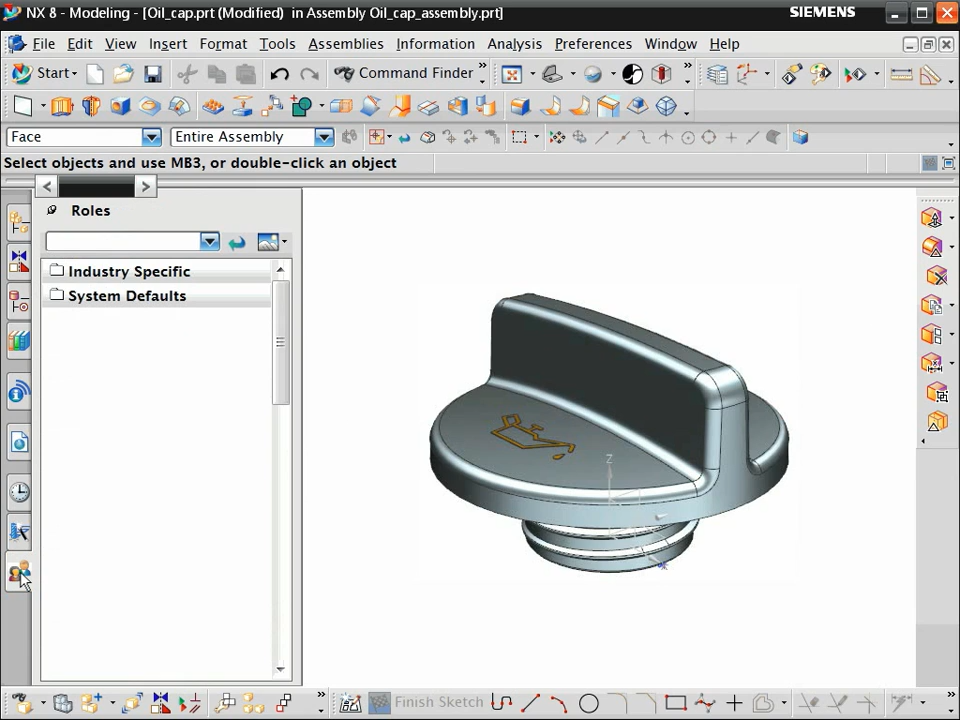 NX 8 - Modeling - [Oil_cap.prt (Modified)  in Assembly Oil_cap_assembly.prt]
SIEMENS
File Edit View Insert Format Tools Assemblies Information Analysis Preferences Window Help
Start Command Finder
Face Entire Assembly
Select objects and use MB3, or double-click an object
Roles
Industry Specific
System Defaults
Z
Finish Sketch